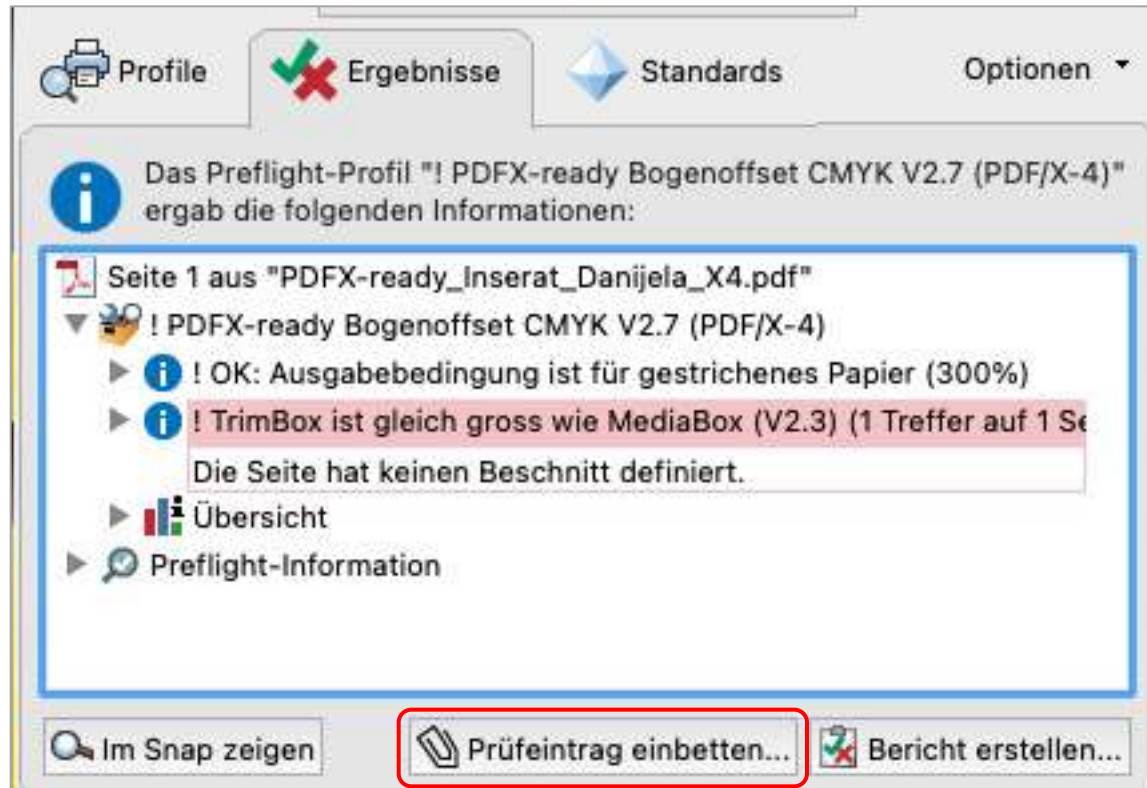 Profile Ergebnisse Standards Optionen
Das Preflight-Profil "! PDFX-ready Bogenoffset CMYK V2.7 (PDF/X-4)"
ergab die folgenden Informationen:
Seite 1 aus "PDFX-ready_Inserat_Danijela_X4.pdf"
! PDFX-ready Bogenoffset CMYK V2.7 (PDF/X-4)
! OK: Ausgabebedingung ist für gestrichenes Papier (300%)
! TrimBox ist gleich gross wie MediaBox (V2.3) (1 Treffer auf 1 Se
Die Seite hat keinen Beschnitt definiert.
Übersicht
Preflight-Information
Im Snap zeigen Prüfeintrag einbetten... Bericht erstellen...